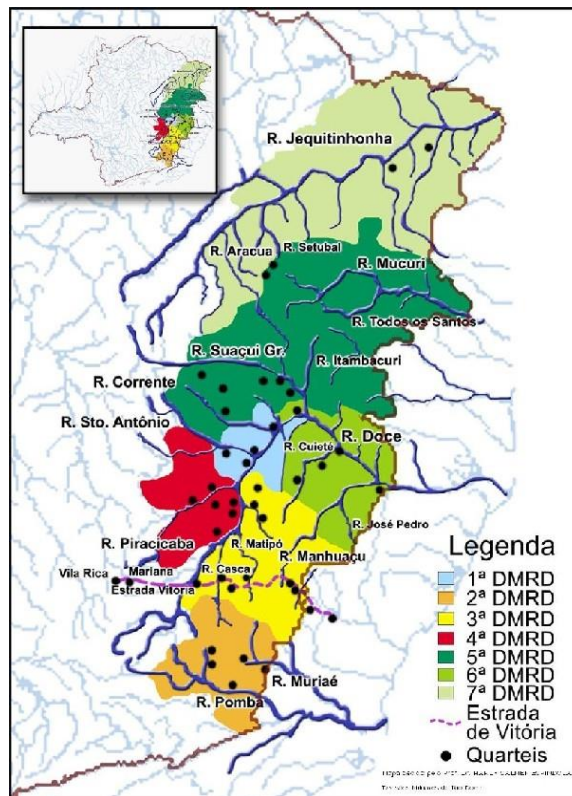 R. Jequitinhonha
R. Aracua
R. Setubal
R. Mucuri
R. Todos os Santos
R. Suaçui Gr.
R. Itambacuri
R. Corrente
R. Sto. Antônio
R. Cuieté
R. Doce
R. José Pedro
R. Piracicaba
R. Matipó
R. Manhuaçu
R. Casca
Mariana
Vila Rica
Estrada Vitória
R. Muriaé
R. Pomba
Legenda
1ª DMRD
2ª DMRD
3ª DMRD
4ª DMRD
5ª DMRD
6ª DMRD
7ª DMRD
Estrada
de Vitória
Quarteis